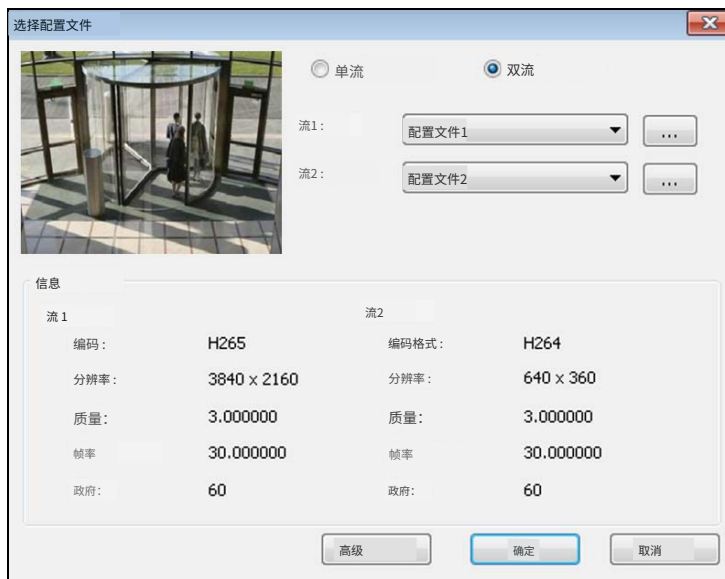 选择配置文件
单流
双流
流1：
配置文件1
...
流2：
配置文件2
...
信息
流 1
流2
编码：
H265
编码格式：
H264
分辨率：
3840 x 2160
分辨率：
640 x 360
质量：
3.000000
质量：
3.000000
帧率
30.000000
帧率
30.000000
政府：
60
政府：
60
高级
确定
取消